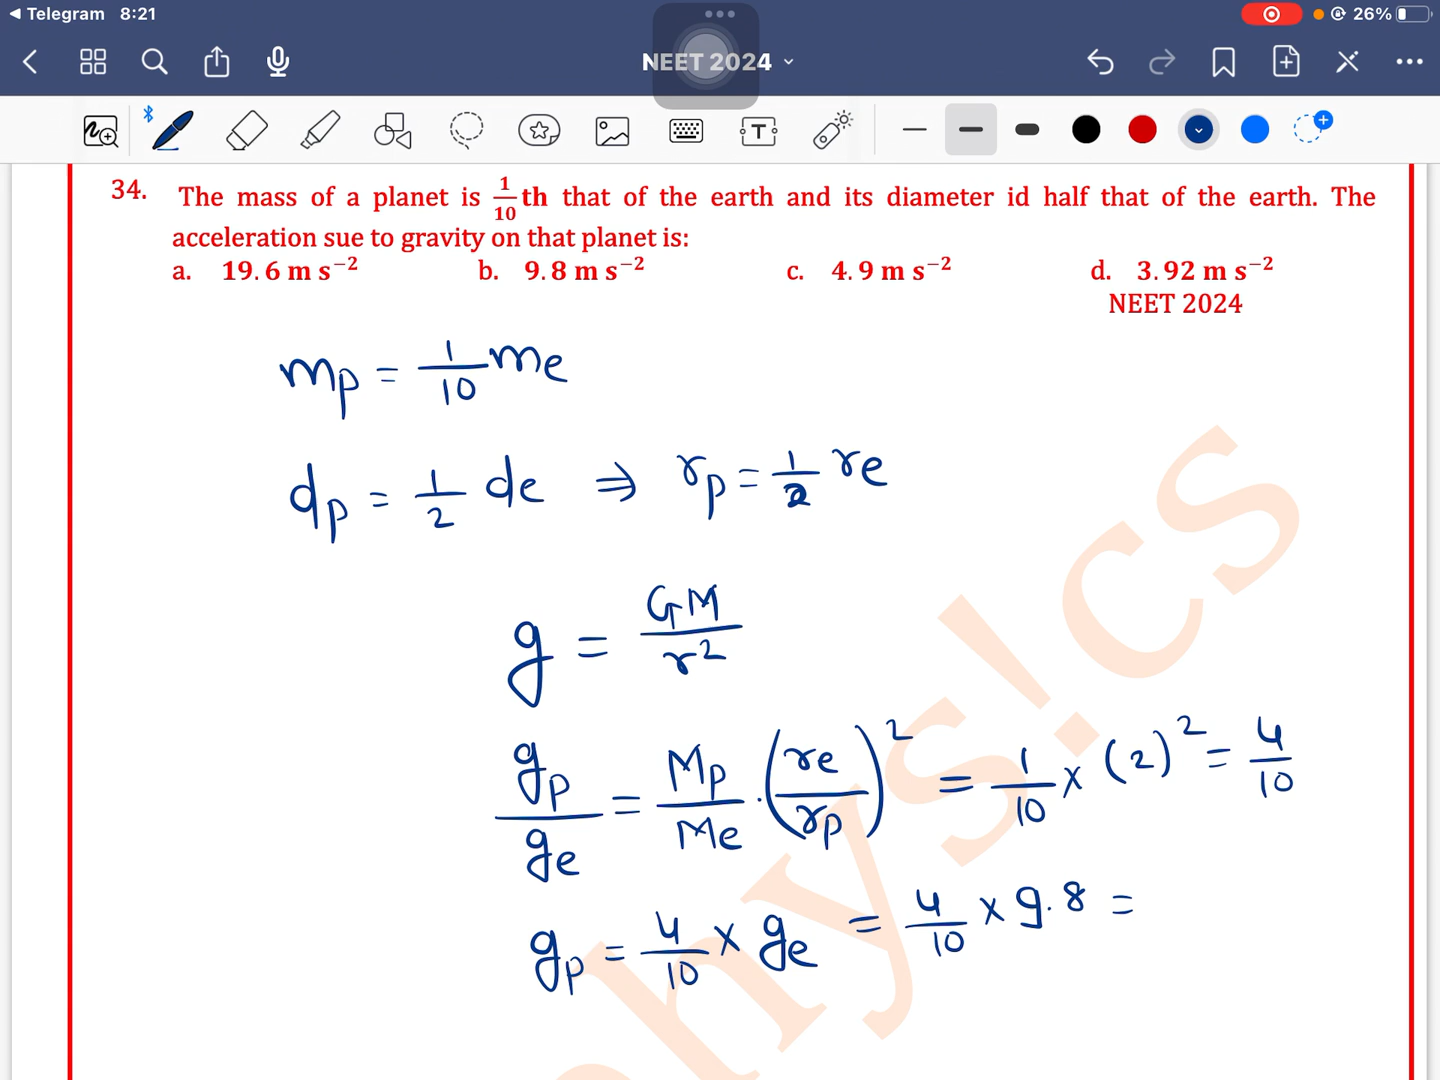 Telegram 8:21
26%
NEET 2024
34. The mass of a planet is 1/10 th that of the earth and its diameter id half that of the earth. The
acceleration sue to gravity on that planet is:
a. 19.6 m s⁻² b. 9.8 m s⁻² c. 4.9 m s⁻² d. 3.92 m s⁻²
NEET 2024
mp = 1/10 me
dp = 1/2 de ⇒ rp = 1/2 re
g = GM/r²
gp/ge = Mp/Me · (re/rp)² = 1/10 × (2)² = 4/10
gp = 4/10 × ge = 4/10 × 9.8 =
hys!cs